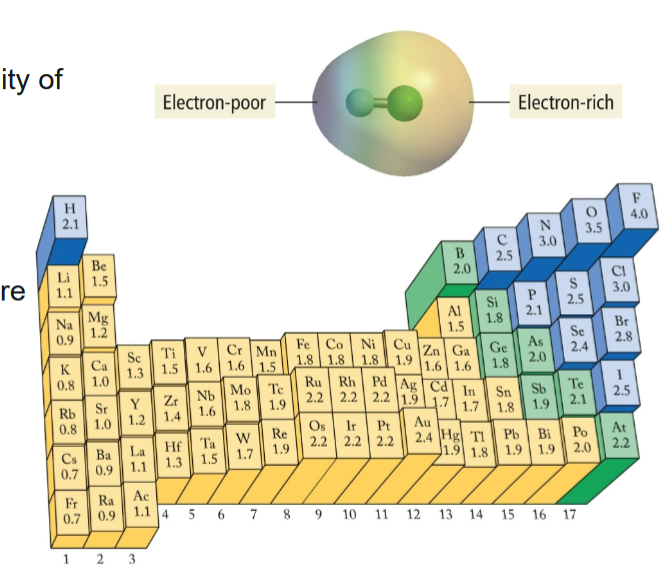 ity of
Electron-poor
Electron-rich
re
H
2.1
Li
1.1
Be
1.5
Na
0.9
Mg
1.2
K
0.8
Ca
1.0
Sc
1.3
Ti
1.5
V
1.6
Cr
1.6
Mn
1.5
Fe
1.8
Co
1.8
Ni
1.8
Cu
1.9
Zn
1.6
Ga
1.6
Ge
1.8
As
2.0
Se
2.4
Br
2.8
B
2.0
C
2.5
N
3.0
O
3.5
F
4.0
Al
1.5
Si
1.8
P
2.1
S
2.5
Cl
3.0
Rb
0.8
Sr
1.0
Y
1.2
Zr
1.4
Nb
1.6
Mo
1.8
Tc
1.9
Ru
2.2
Rh
2.2
Pd
2.2
Ag
1.9
Cd
1.7
In
1.7
Sn
1.8
Sb
1.9
Te
2.1
I
2.5
Cs
0.7
Ba
0.9
La
1.1
Hf
1.3
Ta
1.5
W
1.7
Re
1.9
Os
2.2
Ir
2.2
Pt
2.2
Au
2.4
Hg
1.9
Tl
1.8
Pb
1.9
Bi
1.9
Po
2.0
At
2.2
Fr
0.7
Ra
0.9
Ac
1.1
4 5 6 7 8 9 10 11 12 13 14 15 16 17
1 2 3